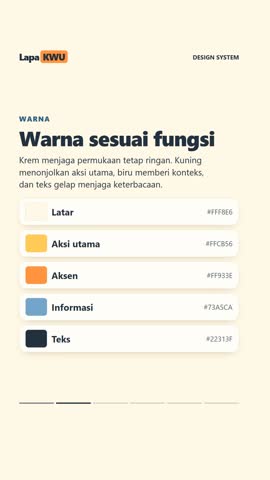 Lapa KWU
DESIGN SYSTEM
WARNA
Warna sesuai fungsi
Krem menjaga permukaan tetap ringan. Kuning
menonjolkan aksi utama, biru memberi konteks,
dan teks gelap menjaga keterbacaan.
Latar #FFF8E6
Aksi utama #FFCB56
Aksen #FF933E
Informasi #73A5CA
Teks #22313F